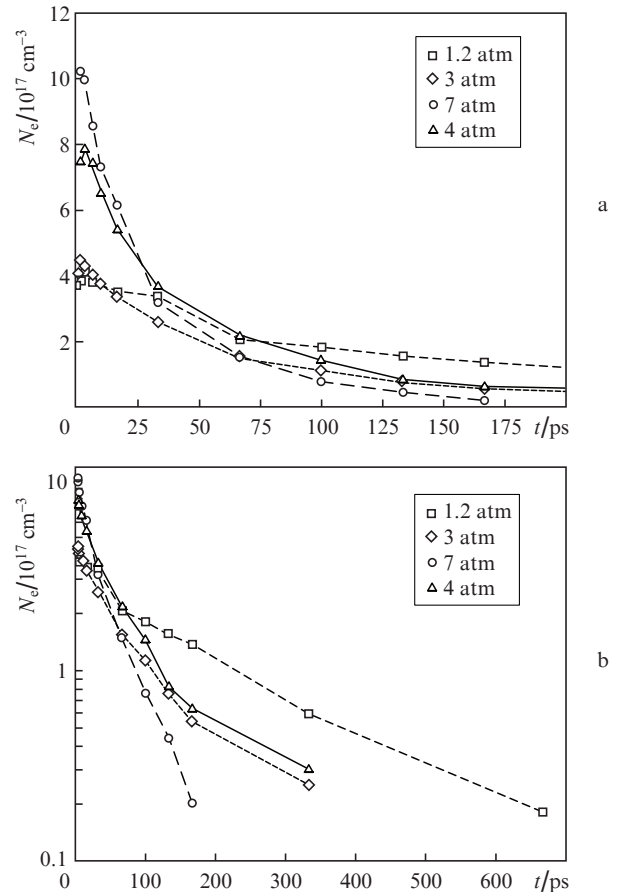 12
10
8
6
4
2
0
N_e/10^17 cm^−3
1.2 atm
3 atm
7 atm
4 atm
a
25 50 75 100 125 150 175 t/ps
10
1
0.1
N_e/10^17 cm^−3
1.2 atm
3 atm
7 atm
4 atm
b
0 100 200 300 400 500 600 t/ps